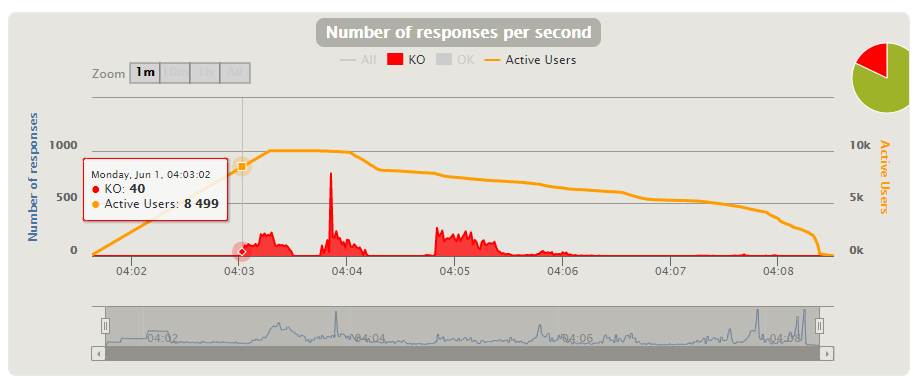 Number of responses per second
All KO OK Active Users
Zoom 1m 10m 1h All
Number of responses
1000
500
0
10k
5k
0k
Active Users
Monday, Jun 1, 04:03:02
KO: 40
Active Users: 8 499
04:02 04:03 04:04 04:05 04:06 04:07 04:08
04:02 04:04 04:06 04:08